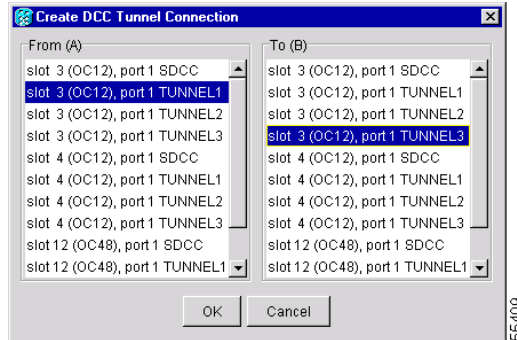 Create DCC Tunnel Connection
From (A)
slot 3 (OC12), port 1 SDCC
slot 3 (OC12), port 1 TUNNEL1
slot 3 (OC12), port 1 TUNNEL2
slot 3 (OC12), port 1 TUNNEL3
slot 4 (OC12), port 1 SDCC
slot 4 (OC12), port 1 TUNNEL1
slot 4 (OC12), port 1 TUNNEL2
slot 4 (OC12), port 1 TUNNEL3
slot 12 (OC48), port 1 SDCC
slot 12 (OC48), port 1 TUNNEL1
To (B)
slot 3 (OC12), port 1 SDCC
slot 3 (OC12), port 1 TUNNEL1
slot 3 (OC12), port 1 TUNNEL2
slot 3 (OC12), port 1 TUNNEL3
slot 4 (OC12), port 1 SDCC
slot 4 (OC12), port 1 TUNNEL1
slot 4 (OC12), port 1 TUNNEL2
slot 4 (OC12), port 1 TUNNEL3
slot 12 (OC48), port 1 SDCC
slot 12 (OC48), port 1 TUNNEL1
OK
Cancel
55409